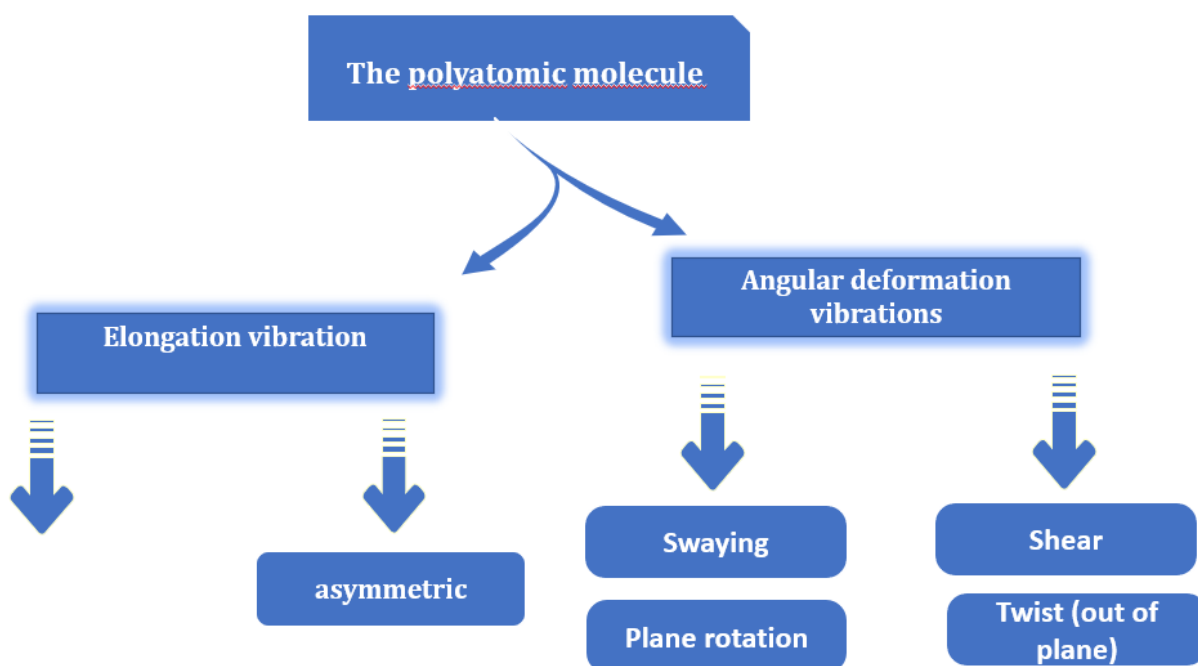 The polyatomic molecule
Elongation vibration
Angular deformation
vibrations
asymmetric
Swaying
Shear
Plane rotation
Twist (out of
plane)